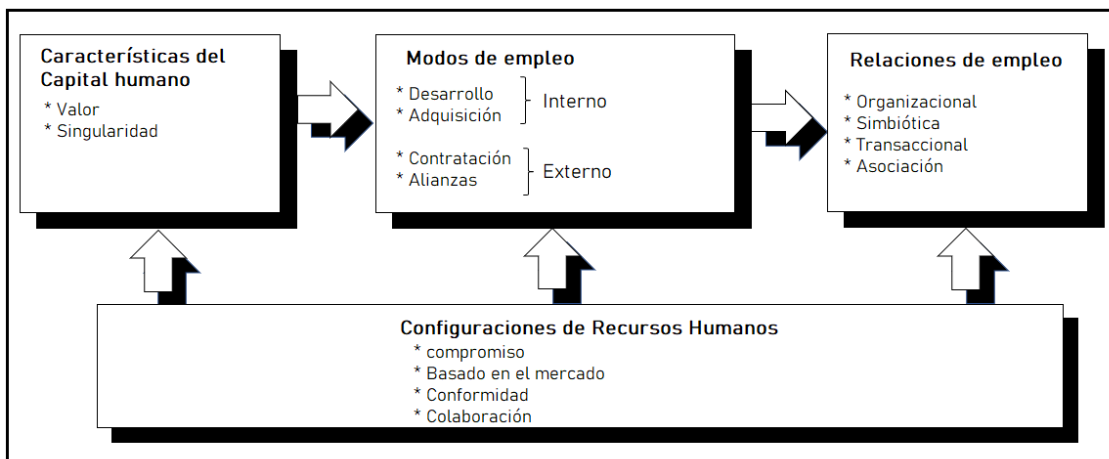 Características del
Capital humano
* Valor
* Singularidad
Modos de empleo
* Desarrollo
* Adquisición
Interno
* Contratación
* Alianzas
Externo
Relaciones de empleo
* Organizacional
* Simbiótica
* Transaccional
* Asociación
Configuraciones de Recursos Humanos
* compromiso
* Basado en el mercado
* Conformidad
* Colaboración